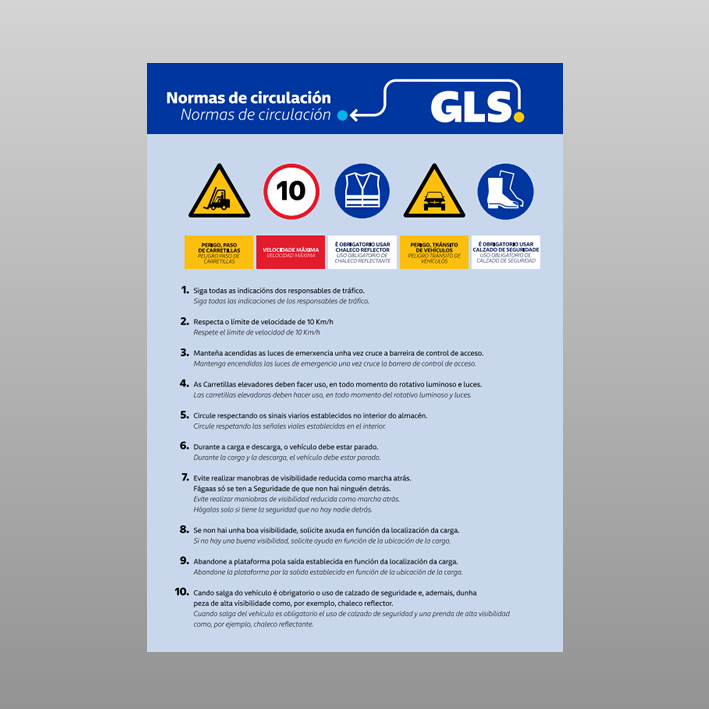 Normas de circulación
Normas de circulación
GLS.
10
PERIGO, PASO
DE CARRETILLAS
PELIGRO PASO DE
CARRETILLAS
VELOCIDADE MÁXIMA
VELOCIDAD MÁXIMA
É OBRIGATORIO USAR
CHALECO REFLECTOR
USO OBLIGATORIO DE
CHALECO REFLECTANTE
PERIGO, TRÁNSITO
DE VEHÍCULOS
PELIGRO TRÁNSITO DE
VEHÍCULOS
É OBRIGATORIO USAR
CALZADO DE SEGURIDADE
USO OBLIGATORIO DE
CALZADO DE SEGURIDAD
1. Siga todas as indicacións dos responsables de tráfico.
Siga todas las indicaciones de los responsables de tráfico.
2. Respecta o límite de velocidade de 10 Km/h
Respete el límite de velocidad de 10 Km/h
3. Manteña acendidas as luces de emerxencia unha vez cruce a barreira de control de acceso.
Mantenga encendidas las luces de emergencia una vez cruce la barrera de control de acceso.
4. As Carretillas elevadores deben facer uso, en todo momento do rotativo luminoso e luces.
Las carretillas elevadoras deben hacer uso, en todo momento del rotativo luminoso y luces.
5. Circule respectando os sinais viarios establecidos no interior do almacén.
Circule respetando las señales viales establecidas en el interior.
6. Durante a carga e descarga, o vehículo debe estar parado.
Durante la carga y la descarga, el vehículo debe estar parado.
7. Evite realizar manobras de visibilidade reducida como marcha atrás.
Fágaas só se ten a Seguridade de que non hai ninguén detrás.
Evite realizar maniobras de visibilidad reducida como marcha atrás.
Hágalas solo si tiene la seguridad que no hay nadie detrás.
8. Se non hai unha boa visibilidade, solicite axuda en función da localización da carga.
Si no hay una buena visibilidad, solicite ayuda en función de la ubicación de la carga.
9. Abandone a plataforma pola saída establecida en función da localización da carga.
Abandone la plataforma por la salida establecida en función de la ubicación de la carga.
10. Cando salga do vehículo é obrigatorio o uso de calzado de seguridade e, ademais, dunha
peza de alta visibilidade como, por exemplo, chaleco reflector.
Cuando salga del vehículo es obligatorio el uso de calzado de seguridad y una prenda de alta visibilidad
como, por ejemplo, chaleco reflectante.